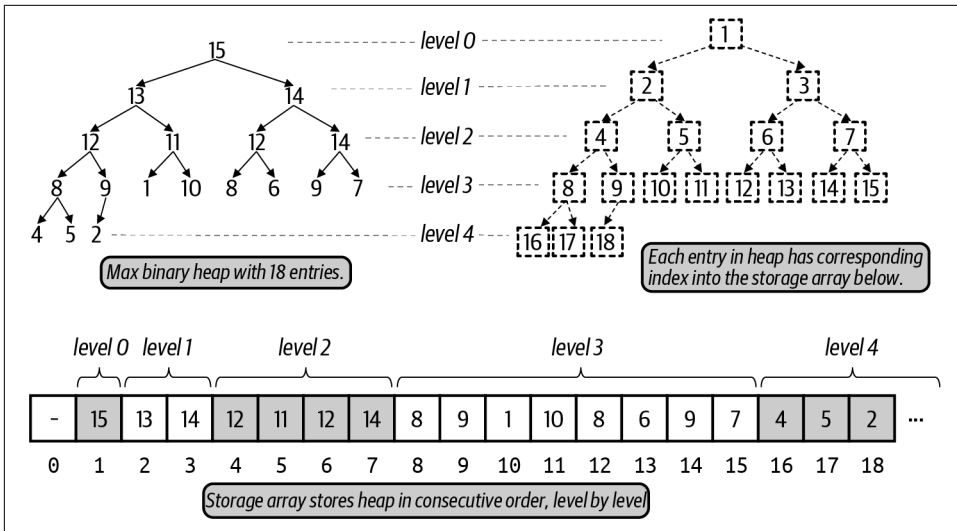 level 0
15
1
level 1
13 14
2 3
level 2
12 11 12 14
4 5 6 7
level 3
8 9 1 10 8 6 9 7
8 9 10 11 12 13 14 15
level 4
4 5 2
16 17 18
Max binary heap with 18 entries.
Each entry in heap has corresponding
index into the storage array below.
level 0 level 1 level 2 level 3 level 4
- 15 13 14 12 11 12 14 8 9 1 10 8 6 9 7 4 5 2 ...
0 1 2 3 4 5 6 7 8 9 10 11 12 13 14 15 16 17 18
Storage array stores heap in consecutive order, level by level